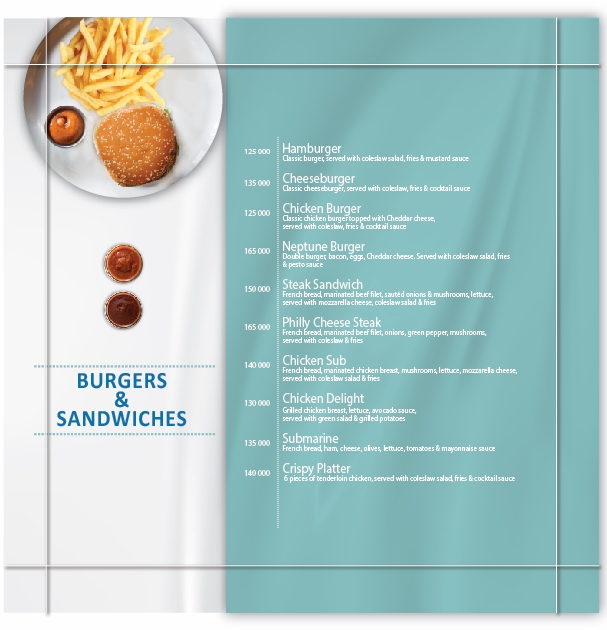 BURGERS
&
SANDWICHES
125 000 Hamburger
Classic burger, served with coleslaw salad, fries & mustard sauce
135 000 Cheeseburger
Classic cheeseburger, served with coleslaw, fries & cocktail sauce
125 000 Chicken Burger
Classic chicken burger topped with Cheddar cheese,
served with coleslaw, fries & cocktail sauce
165 000 Neptune Burger
Double burger, bacon, eggs, Cheddar cheese. Served with coleslaw salad, fries
& pesto sauce
150 000 Steak Sandwich
French bread, marinated beef filet, sautéd onions & mushrooms, lettuce,
served with mozzarella cheese, coleslaw salad & fries
165 000 Philly Cheese Steak
French bread, marinated beef filet, onions, green pepper, mushrooms,
served with coleslaw & fries
140 000 Chicken Sub
French bread, marinated chicken breast, mushrooms, lettuce, mozzarella cheese,
served with coleslaw salad & fries
130 000 Chicken Delight
Grilled chicken breast, lettuce, avocado sauce,
served with green salad & grilled potatoes
135 000 Submarine
French bread, ham, cheese, olives, lettuce, tomatoes & mayonnaise sauce
140 000 Crispy Platter
6 pieces of tenderloin chicken, served with coleslaw salad, fries & cocktail sauce